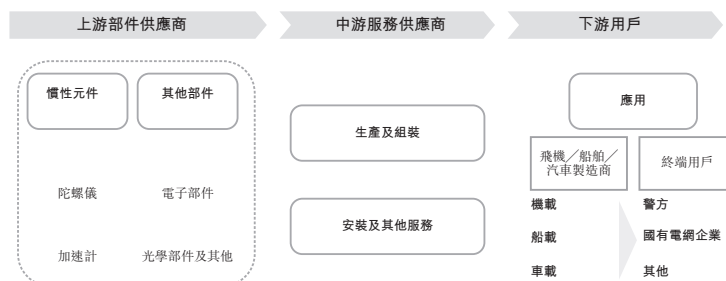 上游部件供應商
中游服務供應商
下游用戶
慣性元件
其他部件
陀螺儀
電子部件
加速計
光學部件及其他
生產及組裝
安裝及其他服務
應用
飛機／船舶／
汽車製造商
終端用戶
機載
警方
船載
國有電網企業
車載
其他